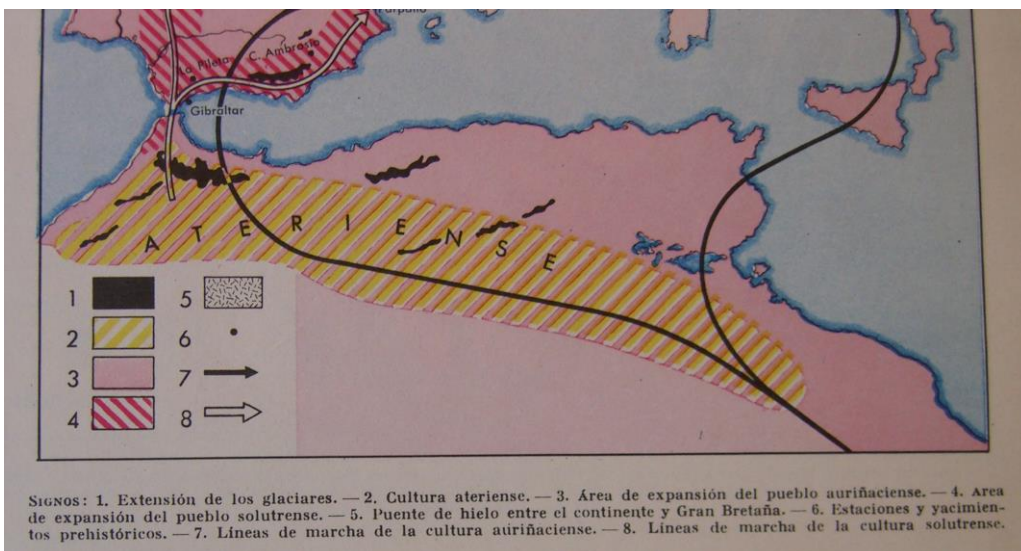 Parpalló
La Pileta
C. Ambrosio
Gibraltar
ATERIENSE
1
5
2
6
3
7
4
8
SIGNOS: 1. Extensión de los glaciares. — 2. Cultura ateriense. — 3. Área de expansión del pueblo auriñaciense. — 4. Area
de expansión del pueblo solutrense. — 5. Puente de hielo entre el continente y Gran Bretaña. — 6. Estaciones y yacimien-
tos prehistóricos. — 7. Líneas de marcha de la cultura auriñaciense. — 8. Líneas de marcha de la cultura solutrense.